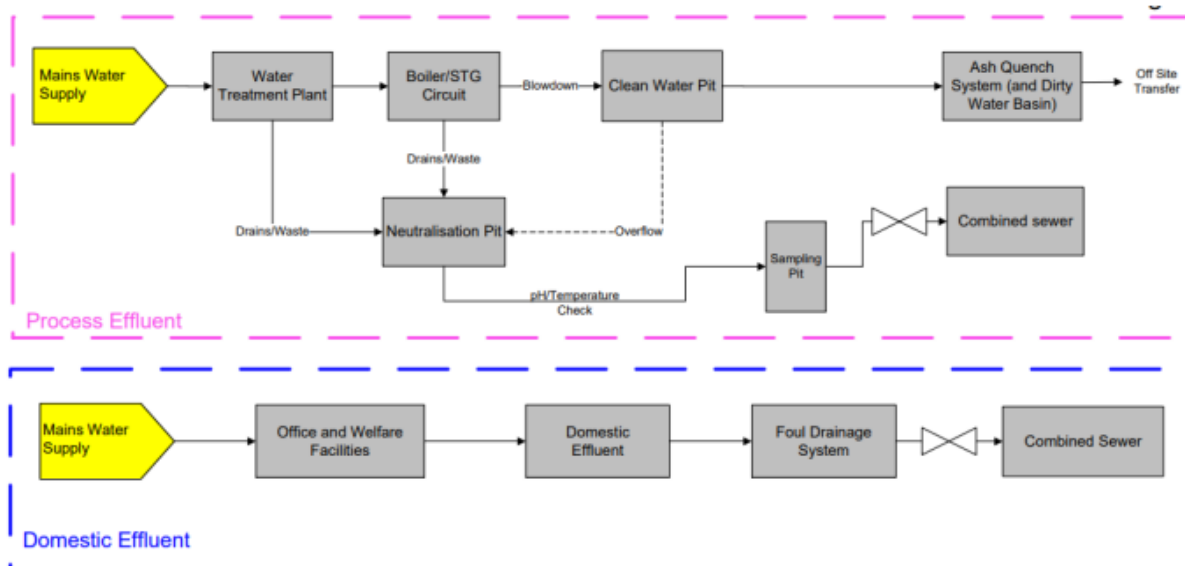 Mains Water
Supply
Water
Treatment Plant
Boiler/STG
Circuit
Blowdown
Clean Water Pit
Ash Quench
System (and Dirty
Water Basin)
Off Site
Transfer
Drains/Waste
Drains/Waste
Neutralisation Pit
Overflow
Sampling
Pit
Combined sewer
pH/Temperature
Check
Process Effluent
Mains Water
Supply
Office and Welfare
Facilities
Domestic
Effluent
Foul Drainage
System
Combined Sewer
Domestic Effluent